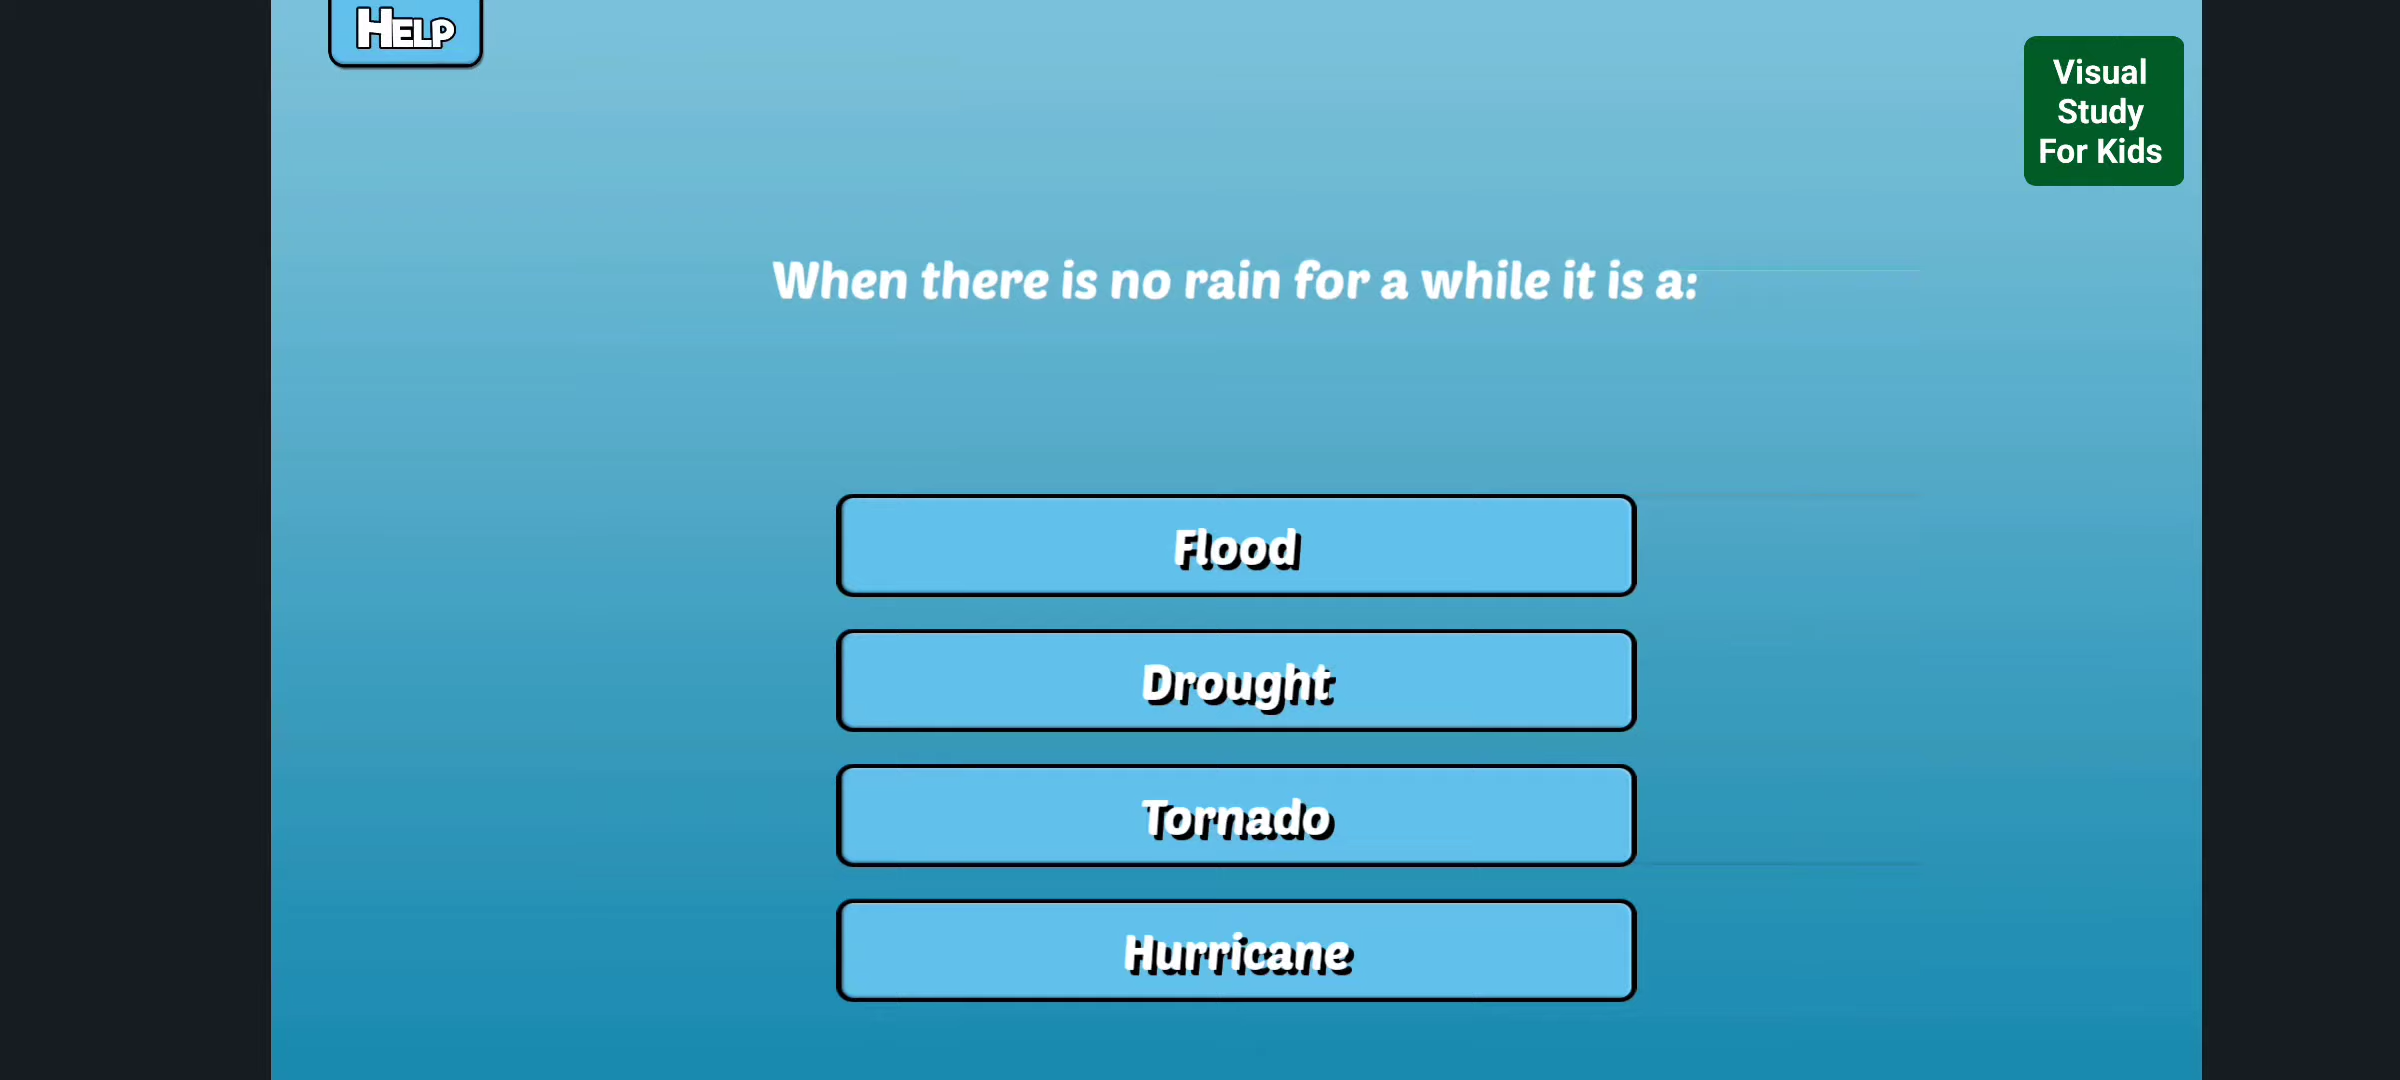 HELP
Visual
Study
For Kids
When there is no rain for a while it is a:
Flood
Drought
Tornado
Hurricane